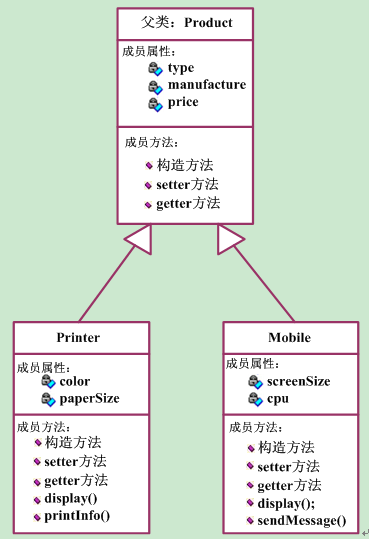 父类：Product
成员属性：
type
manufacture
price
成员方法：
构造方法
setter方法
getter方法
Printer
成员属性：
color
paperSize
成员方法：
构造方法
setter方法
getter方法
display()
printInfo()
Mobile
成员属性：
screenSize
cpu
成员方法：
构造方法
setter方法
getter方法
display();
sendMessage()